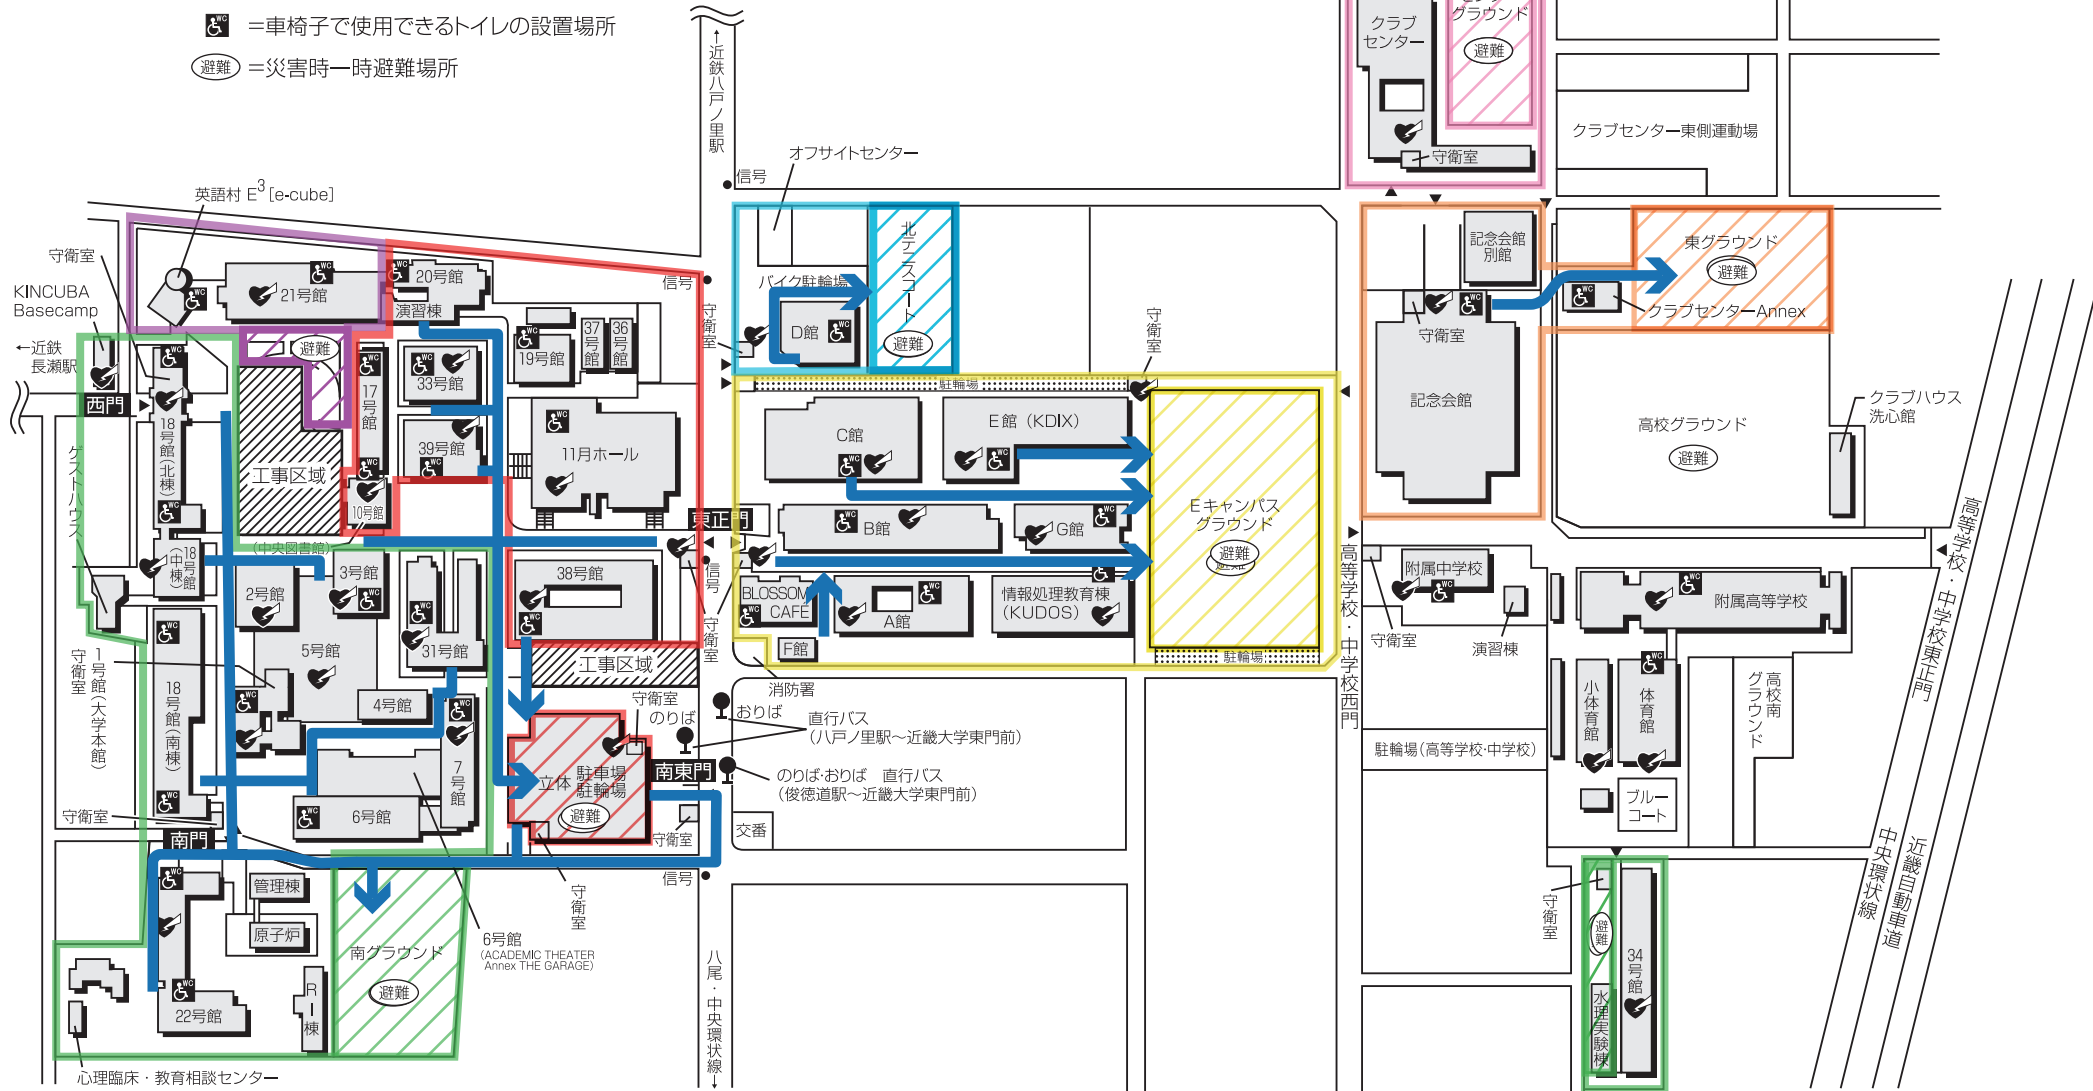 WC =車椅子で使用できるトイレの設置場所
避難 =災害時一時避難場所
←近鉄八戸ノ里駅
信号
オフサイトセンター
クラブ
センター
グラウンド
避難
守衛室
クラブセンター東側運動場
英語村 E3 [e-cube]
守衛室
KINCUBA
Basecamp
←近鉄
長瀬駅
西門
21号館
20号館
演習棟
信号
守衛室
避難
工事区域
17号館
33号館
39号館
10号館
(中央図書館)
19号館
37号館
36号館
11月ホール
東正門
信号
守衛室
バイク駐輪場
D館
北テニスコート
避難
守衛室
駐輪場
C館
E館(KDIX)
B館
G館
Eキャンパス
グラウンド
避難
BLOSSOM
CAFE
A館
情報処理教育棟
(KUDOS)
F館
消防署
駐輪場
記念会館
別館
守衛室
記念会館
東グラウンド
避難
クラブセンターAnnex
高校グラウンド
避難
クラブハウス
洗心館
高等学校・中学校西門
守衛室
附属中学校
演習棟
附属高等学校
小体育館
体育館
高校南
グラウンド
駐輪場(高等学校・中学校)
ブルー
コート
高等学校・中学校東正門
中央環状線
近畿自動車道
守衛室
避難
34号館
水理実験棟
ゲストハウス
18号館(北棟)
18号館
(中棟)
18号館(南棟)
2号館
3号館
5号館
31号館
38号館
4号館
1号館(大学本館)
守衛室
工事区域
守衛室
のりば
おりば
直行バス
(八戸ノ里駅～近畿大学東門前)
南東門
のりば・おりば 直行バス
(俊徳道駅～近畿大学東門前)
立体
駐車場
駐輪場
避難
守衛室
交番
7号館
6号館
守衛室
南門
信号
守衛室
管理棟
原子炉
6号館
(ACADEMIC THEATER
Annex THE GARAGE)
南グラウンド
避難
RI棟
22号館
心理臨床・教育相談センター
八尾・中央環状線→